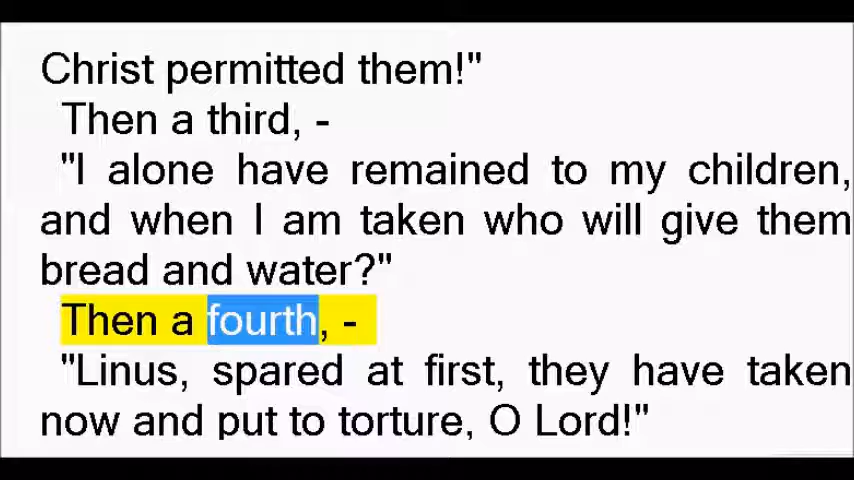 Christ permitted them!"
Then a third, -
"I alone have remained to my children,
and when I am taken who will give them
bread and water?"
Then a fourth, -
"Linus, spared at first, they have taken
now and put to torture, O Lord!"